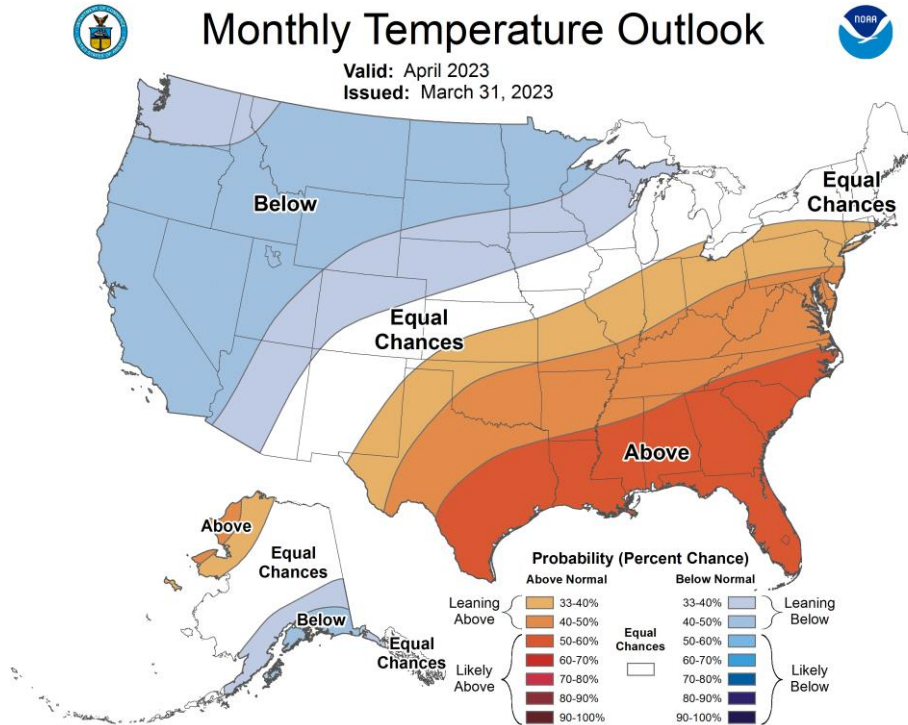 Monthly Temperature Outlook
NOAA
Valid: April 2023
Issued: March 31, 2023
Below
Equal
Chances
Equal
Chances
Above
Above
Equal
Chances
Below
Equal
Chances
Probability (Percent Chance)
Above Normal
Below Normal
Leaning
Above
33-40%
40-50%
Likely
Above
50-60%
60-70%
70-80%
80-90%
90-100%
Equal
Chances
33-40%
40-50%
Leaning
Below
50-60%
60-70%
70-80%
80-90%
90-100%
Likely
Below